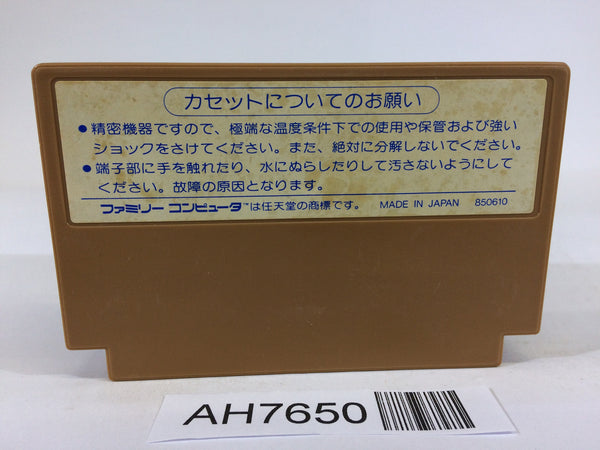 カセットについてのお願い
●精密機器ですので、極端な温度条件下での使用や保管および強い
ショックをさけてください。また、絶対に分解しないでください。
●端子部に手を触れたり、水にぬらしたりして汚さないようにして
ください。故障の原因となります。
ファミリー コンピュータ™は任天堂の商標です。 MADE IN JAPAN 850610
AH7650